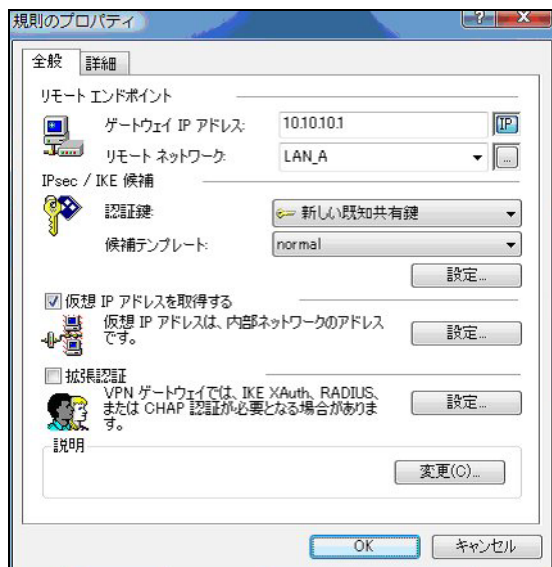 規則のプロパティ
全般
詳細
リモート エンドポイント
ゲートウェイ IP アドレス:
10.10.10.1
IP
リモート ネットワーク:
LAN_A
...
IPsec / IKE 候補
認証鍵:
新しい既知共有鍵
候補テンプレート:
normal
設定...
仮想 IP アドレスを取得する
仮想 IP アドレスは、内部ネットワークのアドレス
です。
設定...
拡張認証
VPN ゲートウェイでは、IKE XAuth、RADIUS、
または CHAP 認証が必要となる場合がありま
す。
設定...
説明
変更(C)...
OK
キャンセル